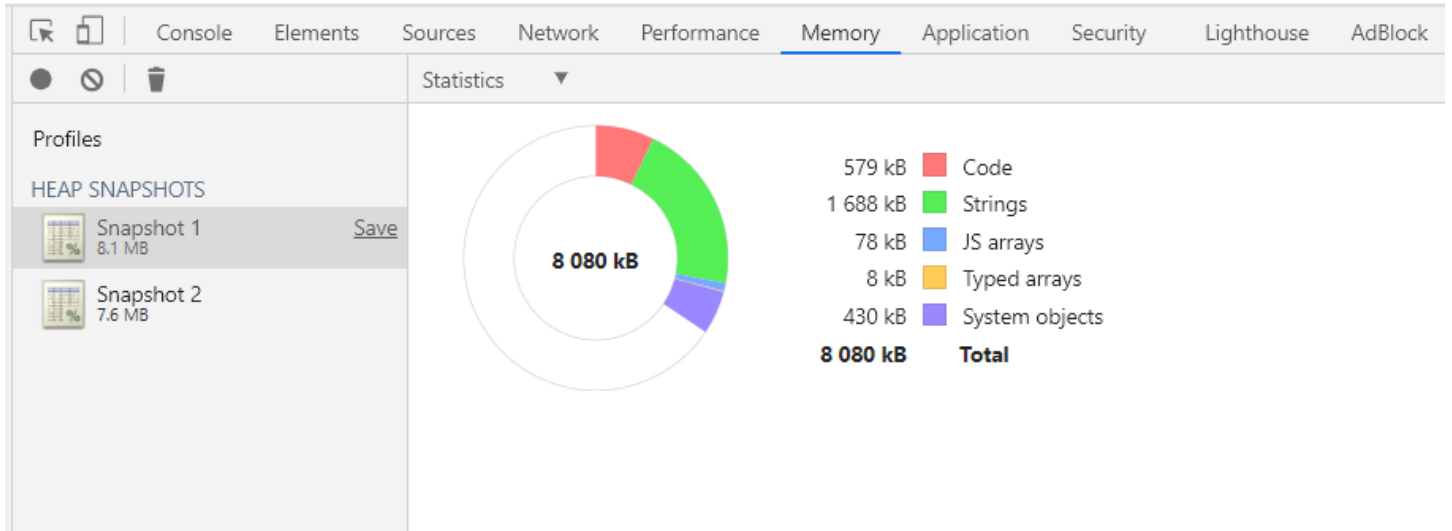 Console Elements Sources Network Performance Memory Application Security Lighthouse AdBlock
Statistics ▼
Profiles
HEAP SNAPSHOTS
Snapshot 1 Save
8.1 MB
Snapshot 2
7.6 MB
8 080 kB
579 kB Code
1 688 kB Strings
78 kB JS arrays
8 kB Typed arrays
430 kB System objects
8 080 kB Total